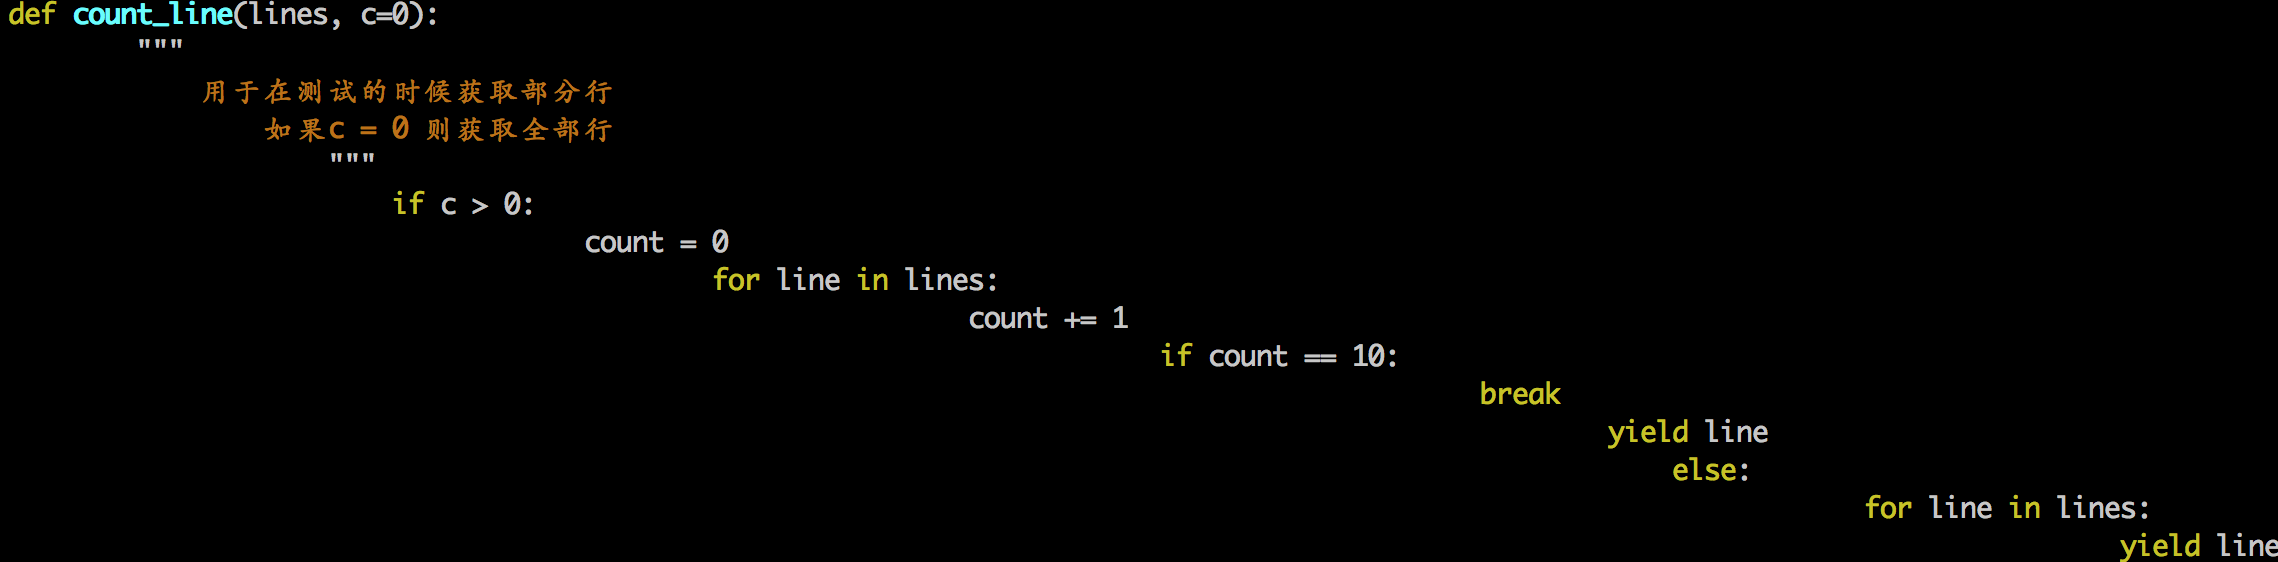 def count_line(lines, c=0):
"""
用于在测试的时候获取部分行
如果c = 0 则获取全部行
"""
if c > 0:
count = 0
for line in lines:
count += 1
if count == 10:
break
yield line
else:
for line in lines:
yield line